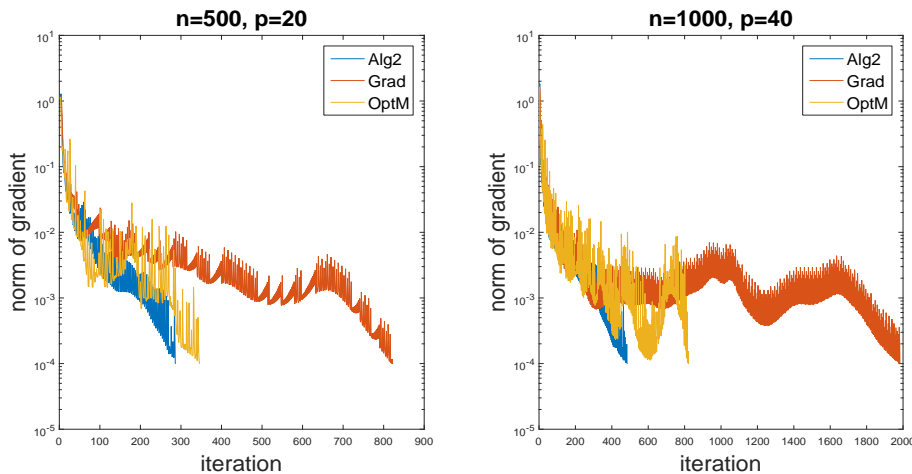 n=500, p=20
norm of gradient
10^1
10^0
10^-1
10^-2
10^-3
10^-4
10^-5
Alg2
Grad
OptM
0 100 200 300 400 500 600 700 800 900
iteration
n=1000, p=40
norm of gradient
10^1
10^0
10^-1
10^-2
10^-3
10^-4
10^-5
Alg2
Grad
OptM
0 200 400 600 800 1000 1200 1400 1600 1800 2000
iteration